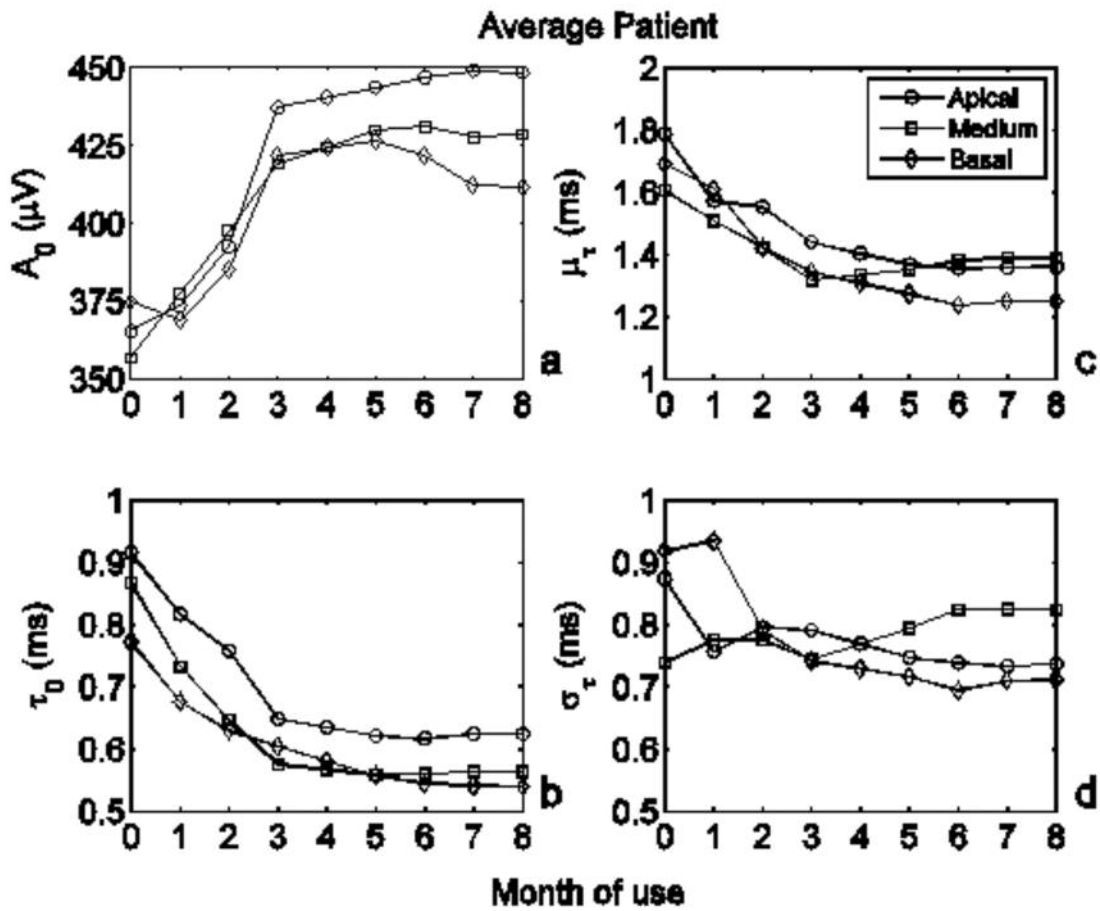 Average Patient
450
425
400
375
350
A0 (µV)
0 1 2 3 4 5 6 7 8
a
2
1.8
1.6
1.4
1.2
1
µτ (ms)
Apical
Medium
Basal
0 1 2 3 4 5 6 7 8
c
1
0.9
0.8
0.7
0.6
0.5
τ0 (ms)
0 1 2 3 4 5 6 7 8
b
1
0.9
0.8
0.7
0.6
0.5
στ (ms)
0 1 2 3 4 5 6 7 8
d
Month of use